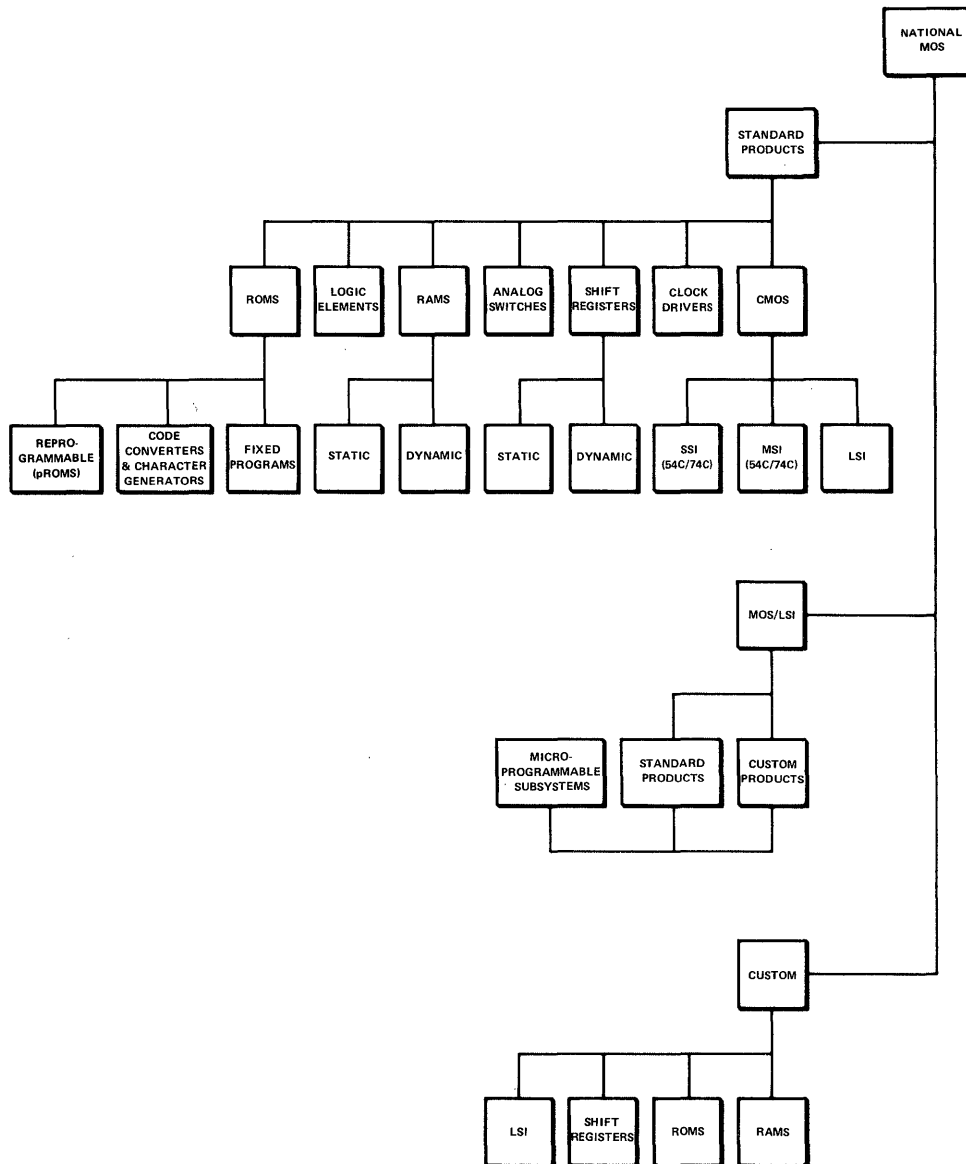 NATIONAL
MOS
STANDARD
PRODUCTS
ROMS
LOGIC
ELEMENTS
RAMS
ANALOG
SWITCHES
SHIFT
REGISTERS
CLOCK
DRIVERS
CMOS
REPRO-
GRAMMABLE
(pROMS)
CODE
CONVERTERS
& CHARACTER
GENERATORS
FIXED
PROGRAMS
STATIC
DYNAMIC
STATIC
DYNAMIC
SSI
(54C/74C)
MSI
(54C/74C)
LSI
MOS/LSI
MICRO-
PROGRAMMABLE
SUBSYSTEMS
STANDARD
PRODUCTS
CUSTOM
PRODUCTS
CUSTOM
LSI
SHIFT
REGISTERS
ROMS
RAMS